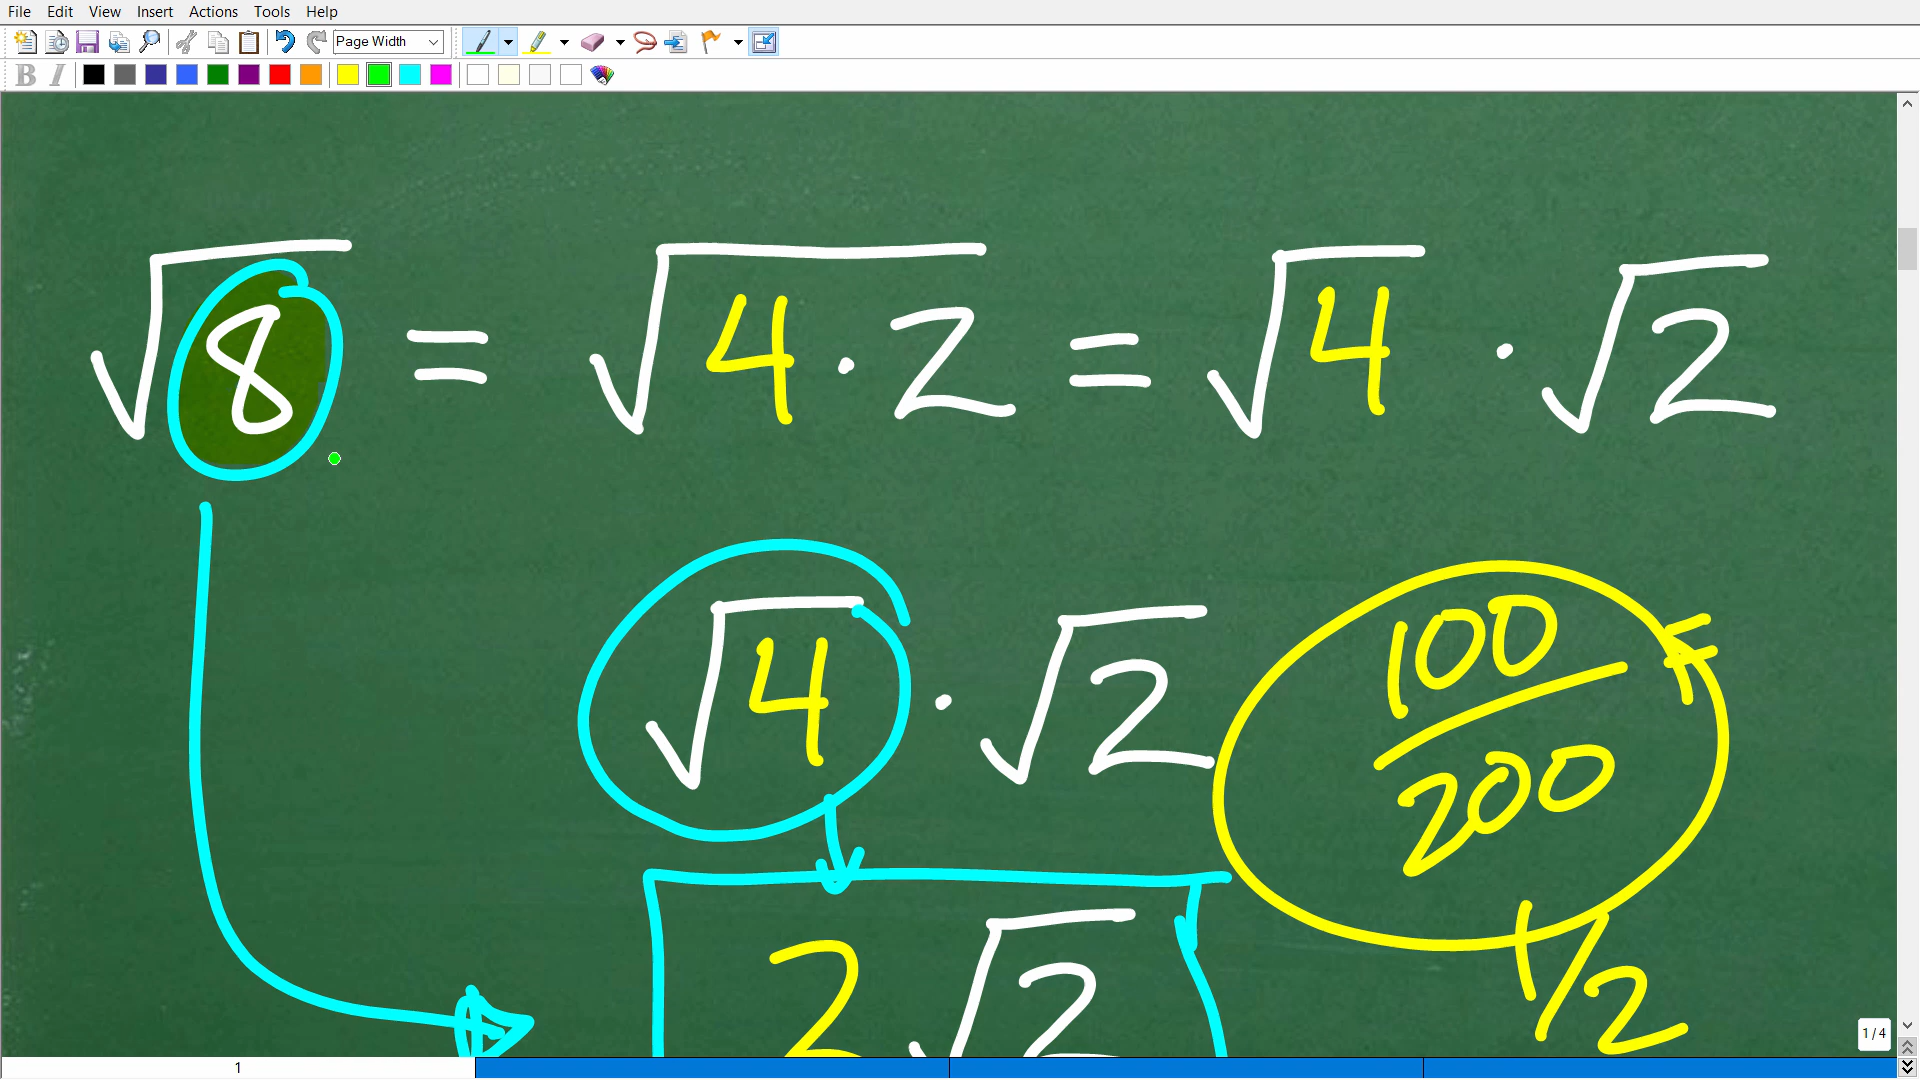 File Edit View Insert Actions Tools Help
Page Width
B I
√8 = √4·2 = √4 · √2
√4 · √2
100
200
2√2
1/2
1 / 4
1